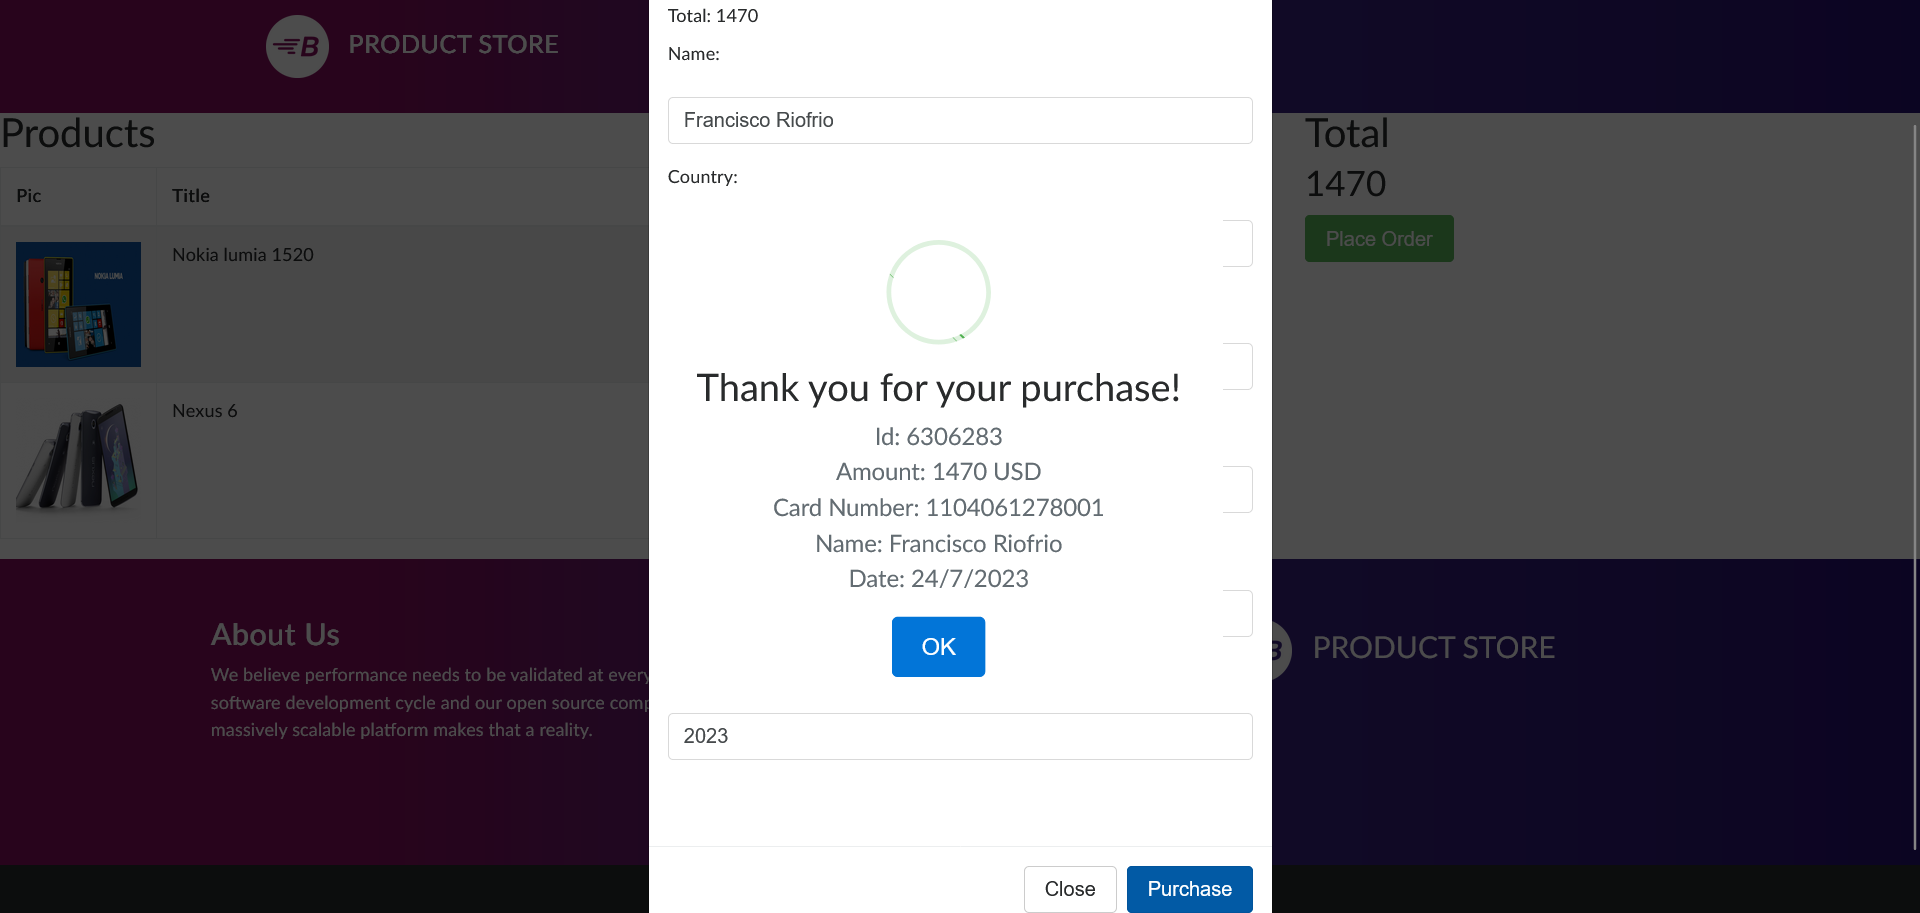 PRODUCT STORE
Products
Pic
Title
NOKIA LUMIA
Nokia lumia 1520
Nexus 6
Total: 1470
Name:
Francisco Riofrio
Country:
Thank you for your purchase!
Id: 6306283
Amount: 1470 USD
Card Number: 1104061278001
Name: Francisco Riofrio
Date: 24/7/2023
OK
2023
Close
Purchase
Total
1470
Place Order
About Us
We believe performance needs to be validated at every
software development cycle and our open source comp
massively scalable platform makes that a reality.
B PRODUCT STORE